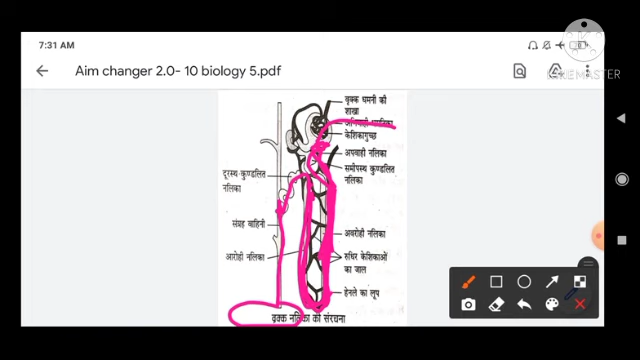 7:31 AM
Aim changer 2.0- 10 biology 5.pdf
KINEMASTER
वृक्क धमनी की
शाखा
केशिकागुच्छ
अपवाही नलिका
समीपस्थ कुण्डलित
नलिका
दूरस्थ कुण्डलित
नलिका
संग्रह वाहिनी
अवरोही नलिका
आरोही नलिका
रुधिर केशिकाओं
का जाल
हेनले का लूप
वृक्क नलिका की संरचना